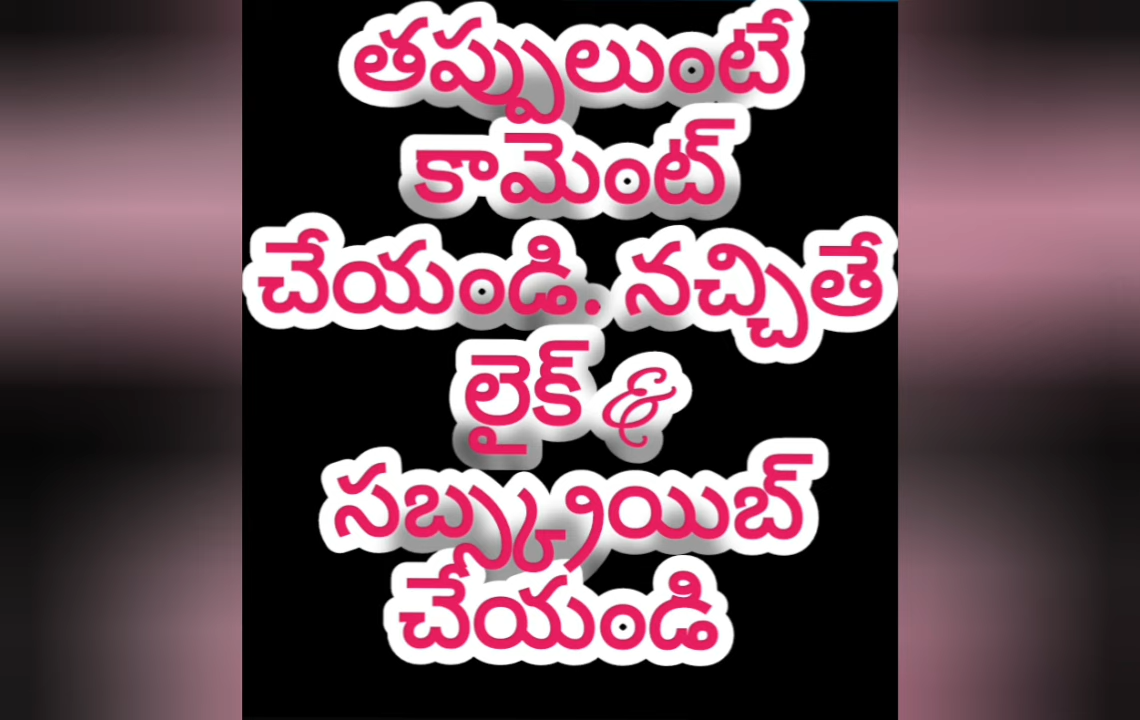 తప్పులుంటే
కామెంట్
చేయండి. నచ్చితే
లైక్ &
సబ్స్క్రయిబ్
చేయండి